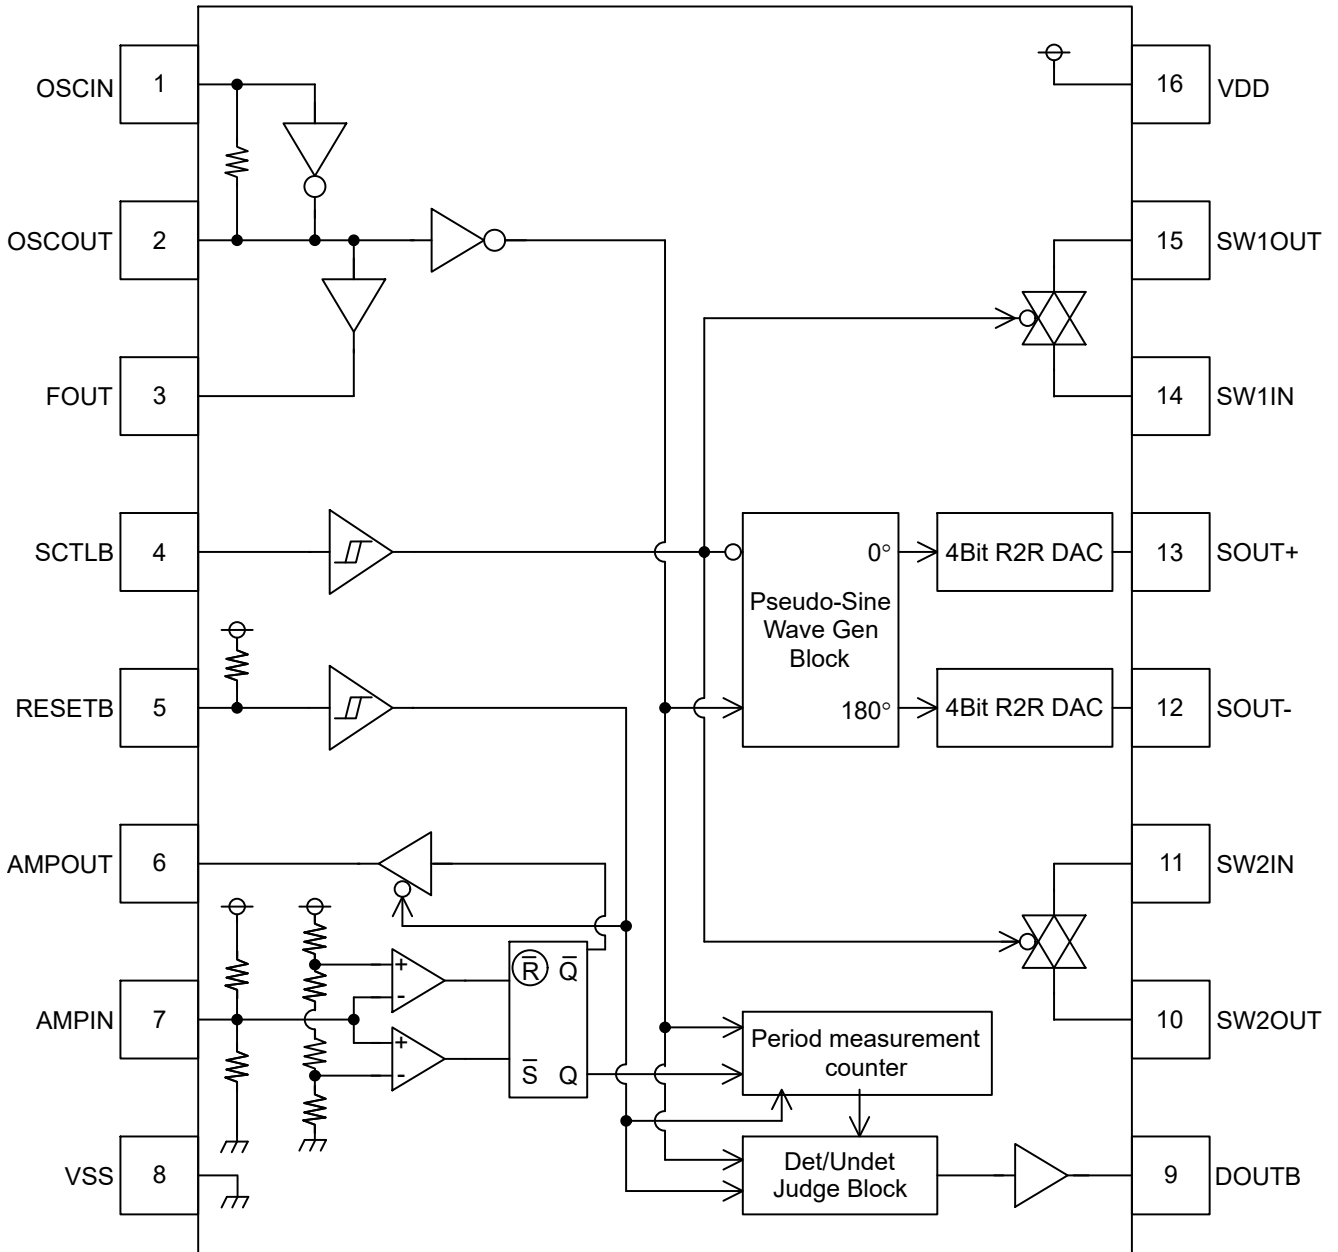 OSCIN 1
OSCOUT 2
FOUT 3
SCTLB 4
RESETB 5
AMPOUT 6
AMPIN 7
VSS 8
16 VDD
15 SW1OUT
14 SW1IN
13 SOUT+
12 SOUT-
11 SW2IN
10 SW2OUT
9 DOUTB
0°
Pseudo-Sine
Wave Gen
Block
180°
4Bit R2R DAC
4Bit R2R DAC
+
-
+
-
R̅ Q̅
S̅ Q
Period measurement
counter
Det/Undet
Judge Block